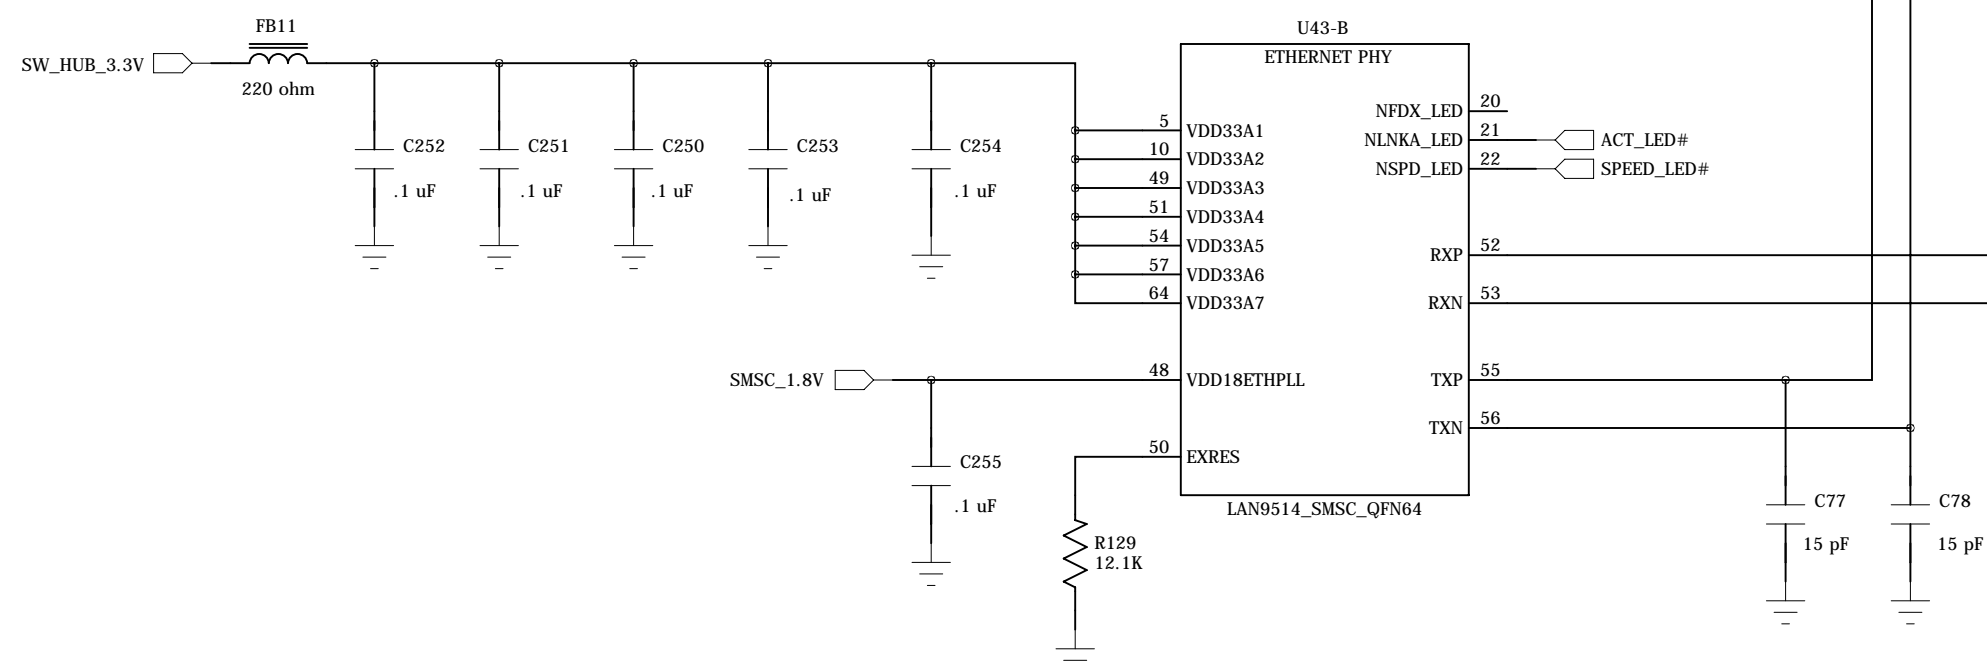 FB11
SW_HUB_3.3V
220 ohm
C252
.1 uF
C251
.1 uF
C250
.1 uF
C253
.1 uF
C254
.1 uF
U43-B
ETHERNET PHY
5 VDD33A1
10 VDD33A2
49 VDD33A3
51 VDD33A4
54 VDD33A5
57 VDD33A6
64 VDD33A7
NFDX_LED 20
NLNKA_LED 21 ACT_LED#
NSPD_LED 22 SPEED_LED#
RXP 52
RXN 53
SMSC_1.8V
48 VDD18ETHPLL
TXP 55
TXN 56
50 EXRES
C255
.1 uF
LAN9514_SMSC_QFN64
R129
12.1K
C77
15 pF
C78
15 pF